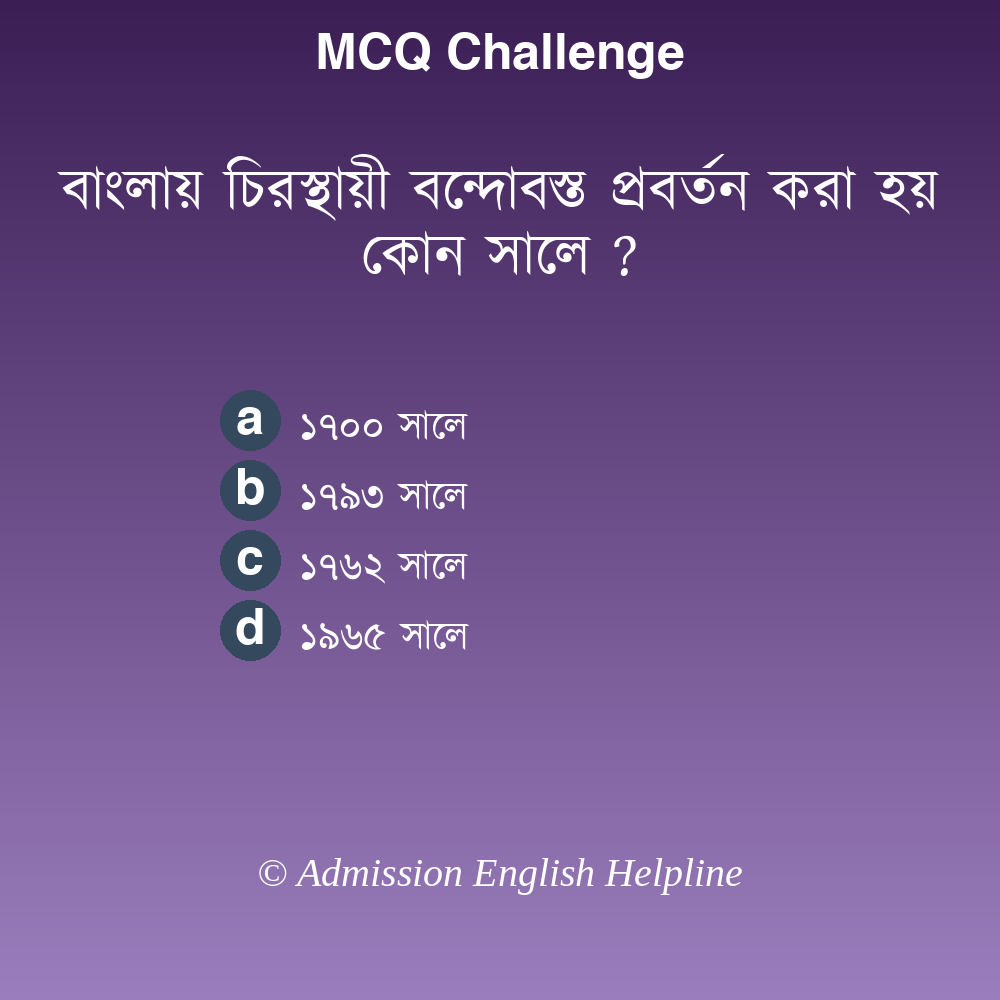 MCQ Challenge
বাংলায় চিরস্থায়ী বন্দোবস্ত প্রবর্তন করা হয়
কোন সালে ?
a ১৭০০ সালে
b ১৭৯৩ সালে
c ১৭৬২ সালে
d ১৯৬৫ সালে
© Admission English Helpline